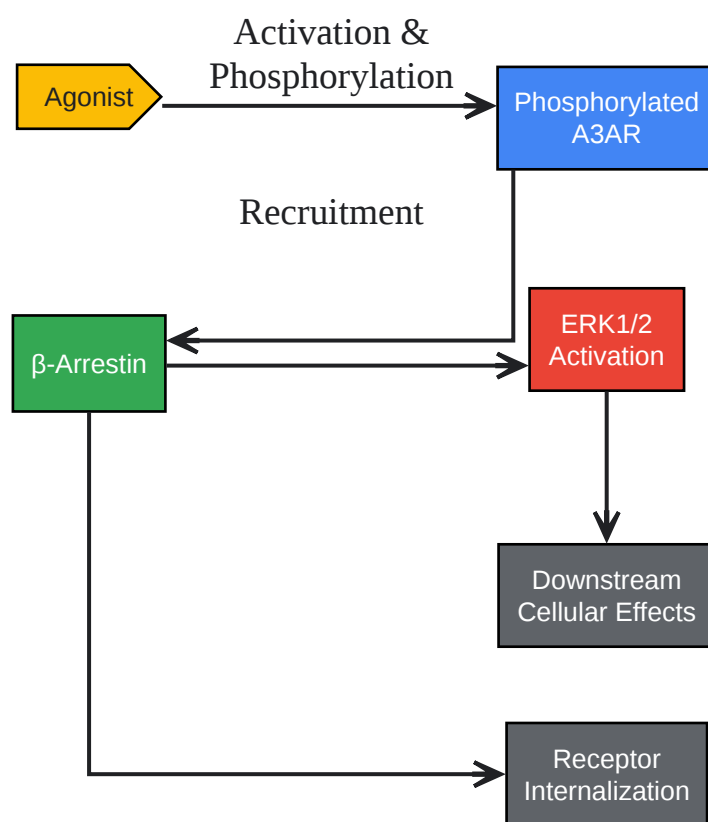 Activation &
Phosphorylation
Agonist
Phosphorylated
A3AR
Recruitment
β-Arrestin
ERK1/2
Activation
Downstream
Cellular Effects
Receptor
Internalization